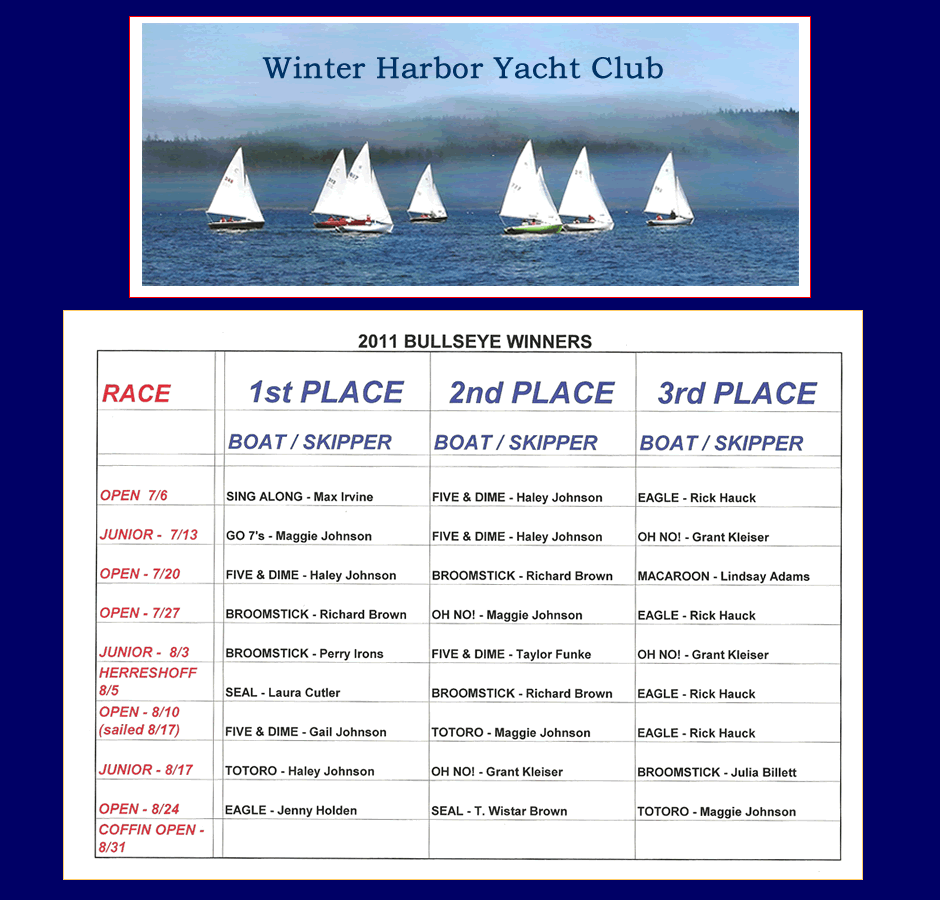 Winter Harbor Yacht Club
2011 BULLSEYE WINNERS
RACE 1st PLACE 2nd PLACE 3rd PLACE
BOAT / SKIPPER BOAT / SKIPPER BOAT / SKIPPER
OPEN 7/6 SING ALONG - Max Irvine FIVE & DIME - Haley Johnson EAGLE - Rick Hauck
JUNIOR - 7/13 GO 7's - Maggie Johnson FIVE & DIME - Haley Johnson OH NO! - Grant Kleiser
OPEN - 7/20 FIVE & DIME - Haley Johnson BROOMSTICK - Richard Brown MACAROON - Lindsay Adams
OPEN - 7/27 BROOMSTICK - Richard Brown OH NO! - Maggie Johnson EAGLE - Rick Hauck
JUNIOR - 8/3 BROOMSTICK - Perry Irons FIVE & DIME - Taylor Funke OH NO! - Grant Kleiser
HERRESHOFF
8/5 SEAL - Laura Cutler BROOMSTICK - Richard Brown EAGLE - Rick Hauck
OPEN - 8/10
(sailed 8/17) FIVE & DIME - Gail Johnson TOTORO - Maggie Johnson EAGLE - Rick Hauck
JUNIOR - 8/17 TOTORO - Haley Johnson OH NO! - Grant Kleiser BROOMSTICK - Julia Billett
OPEN - 8/24 EAGLE - Jenny Holden SEAL - T. Wistar Brown TOTORO - Maggie Johnson
COFFIN OPEN -
8/31